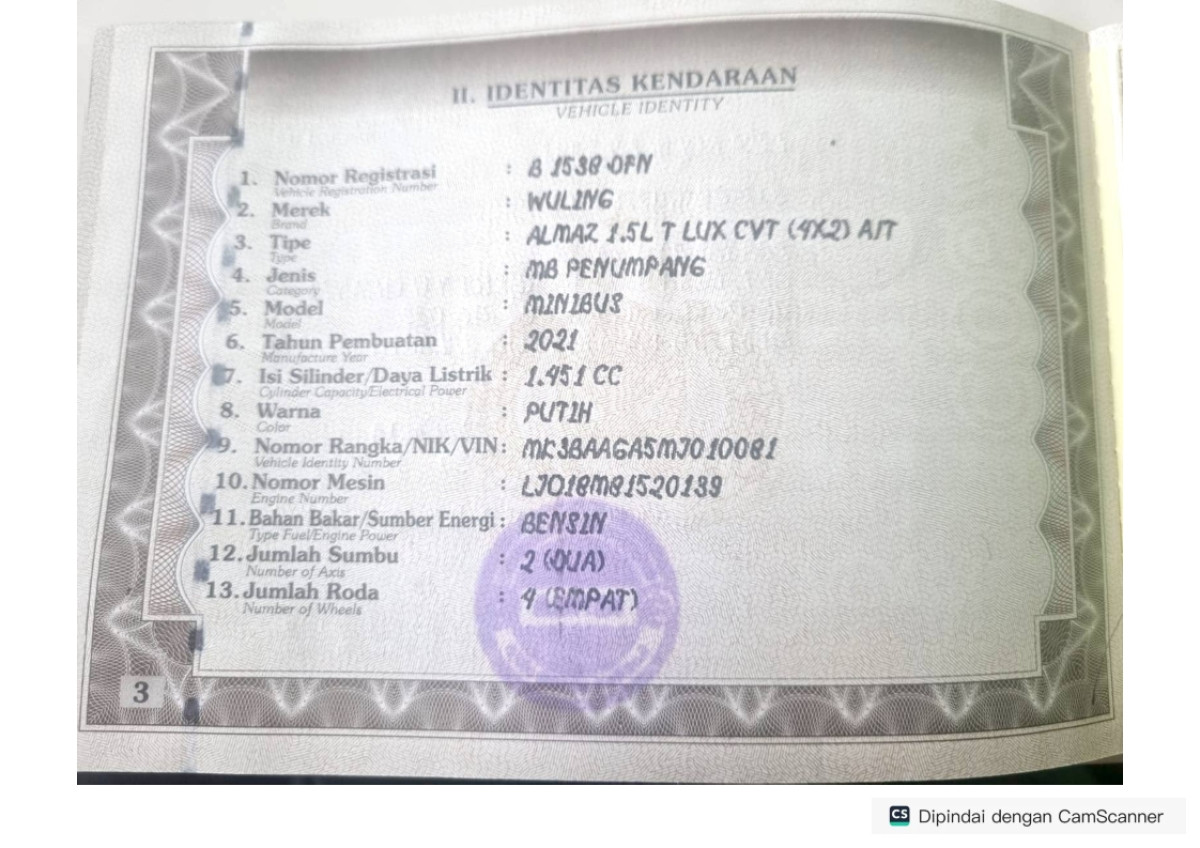 II. IDENTITAS KENDARAAN
VEHICLE IDENTITY
1. Nomor Registrasi : B 1538 DFN
Vehicle Registration Number
2. Merek : WULING
Brand
3. Tipe : ALMAZ 1.5L T LUX CVT (4X2) A/T
Type
4. Jenis : MB PENUMPANG
Category
5. Model : MINIBUS
Model
6. Tahun Pembuatan : 2021
Manufacture Year
7. Isi Silinder/Daya Listrik : 1.451 CC
Cylinder Capacity/Electrical Power
8. Warna : PUTIH
Color
9. Nomor Rangka/NIK/VIN : MK3BAAGA5MJ010081
Vehicle Identity Number
10. Nomor Mesin : LJO18M81520139
Engine Number
11. Bahan Bakar/Sumber Energi : BENSIN
Type Fuel/Engine Power
12. Jumlah Sumbu : 2 (DUA)
Number of Axis
13. Jumlah Roda : 4 (EMPAT)
Number of Wheels
3
CS Dipindai dengan CamScanner